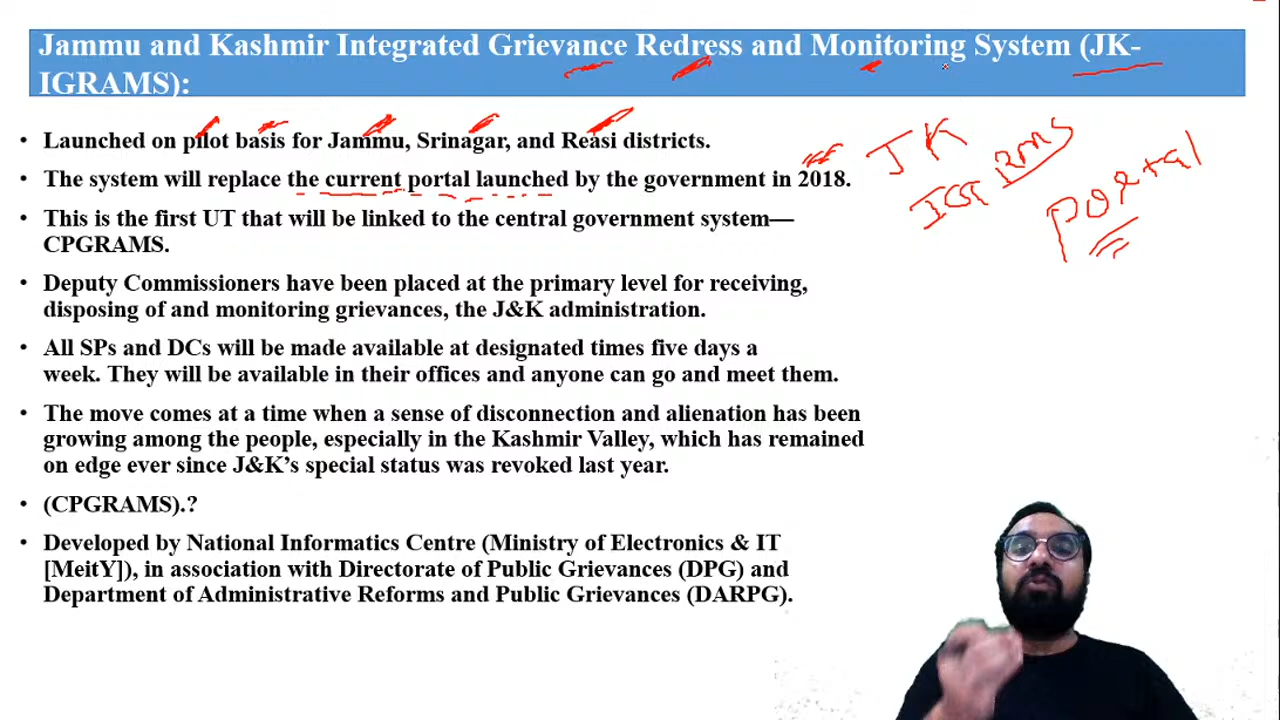 Jammu and Kashmir Integrated Grievance Redress and Monitoring System (JK-
IGRAMS):
• Launched on pilot basis for Jammu, Srinagar, and Reasi districts.
• The system will replace the current portal launched by the government in 2018.
• This is the first UT that will be linked to the central government system—
CPGRAMS.
• Deputy Commissioners have been placed at the primary level for receiving,
disposing of and monitoring grievances, the J&K administration.
• All SPs and DCs will be made available at designated times five days a
week. They will be available in their offices and anyone can go and meet them.
• The move comes at a time when a sense of disconnection and alienation has been
growing among the people, especially in the Kashmir Valley, which has remained
on edge ever since J&K's special status was revoked last year.
• (CPGRAMS).?
• Developed by National Informatics Centre (Ministry of Electronics & IT
[MeitY]), in association with Directorate of Public Grievances (DPG) and
Department of Administrative Reforms and Public Grievances (DARPG).
JK
Portal